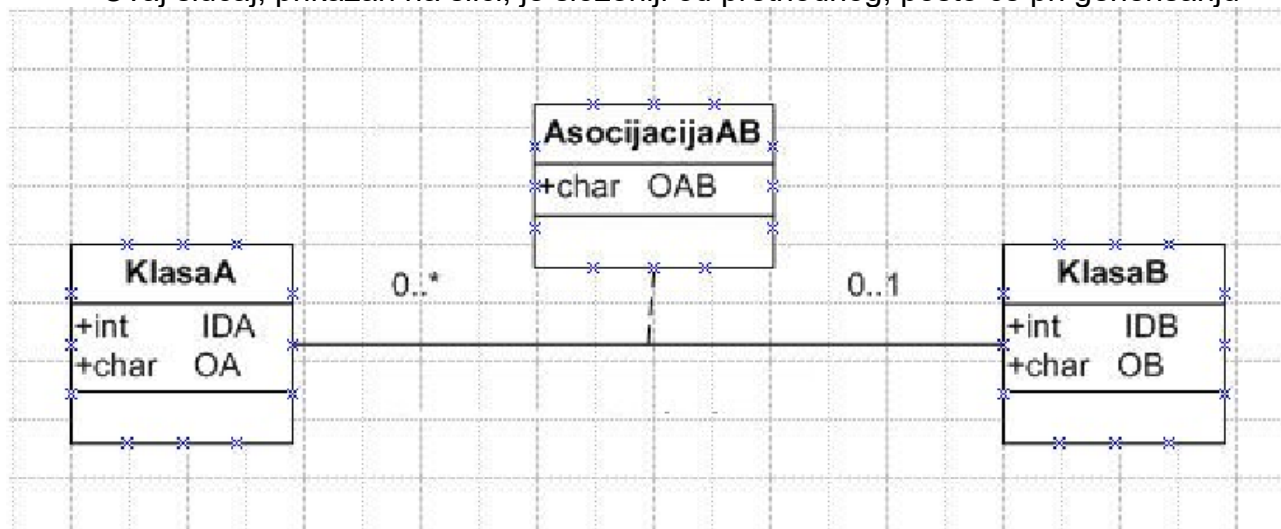 AsocijacijaAB
+char OAB
KlasaA
0..*
0..1
KlasaB
+int IDA
+char OA
+int IDB
+char OB